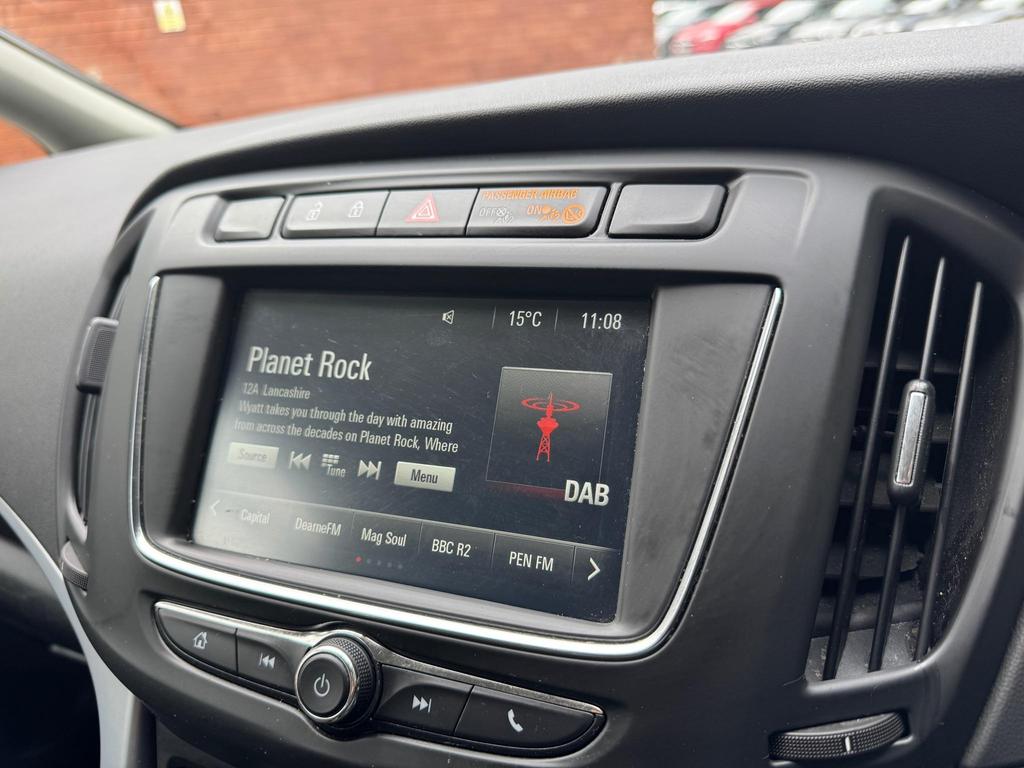 PASSENGER AIRBAG
OFF ON
15°C 11:08
Planet Rock
12A Lancashire
Wyatt takes you through the day with amazing
from across the decades on Planet Rock, Where
Source Tune Menu
DAB
Capital DearneFM Mag Soul BBC R2 PEN FM